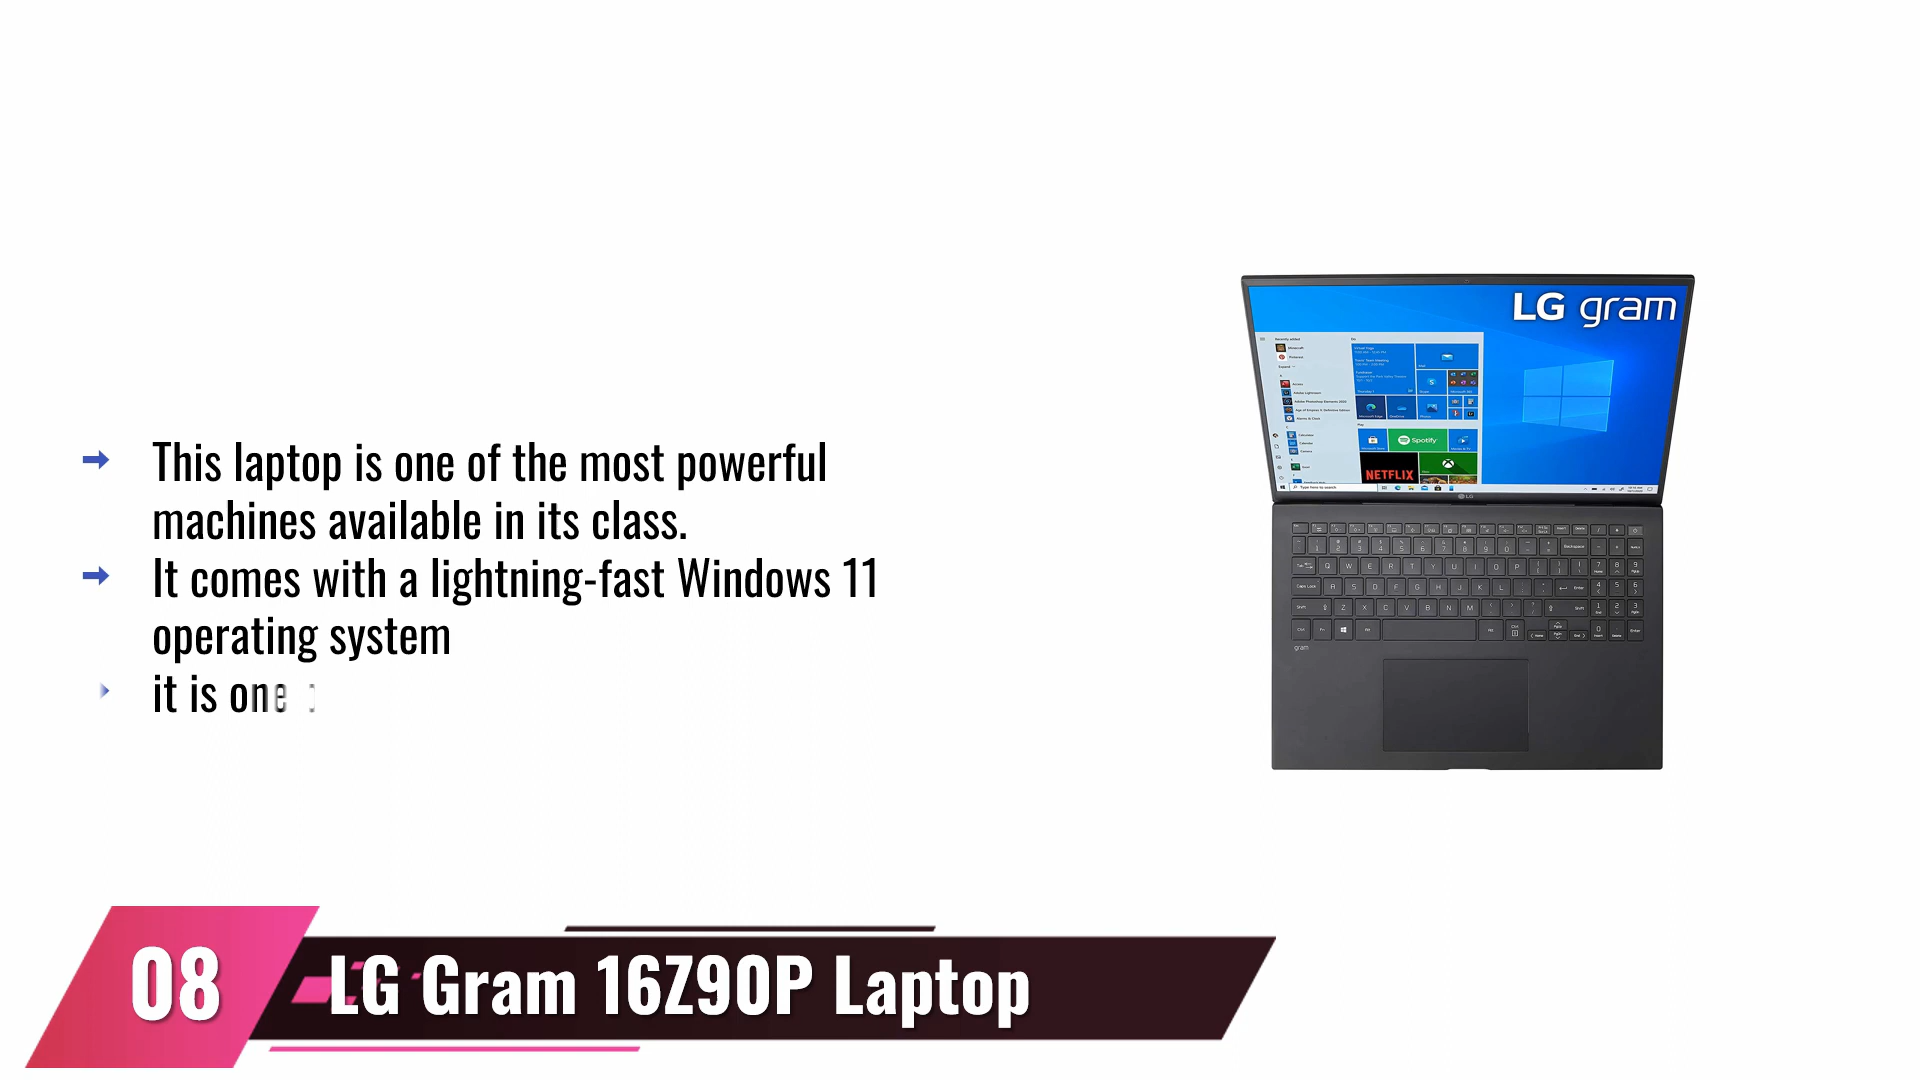 LG gram
Spotify
NETFLIX
This laptop is one of the most powerful
machines available in its class.
It comes with a lightning-fast Windows 11
operating system
it is one
gram
08
LG Gram 16Z90P Laptop